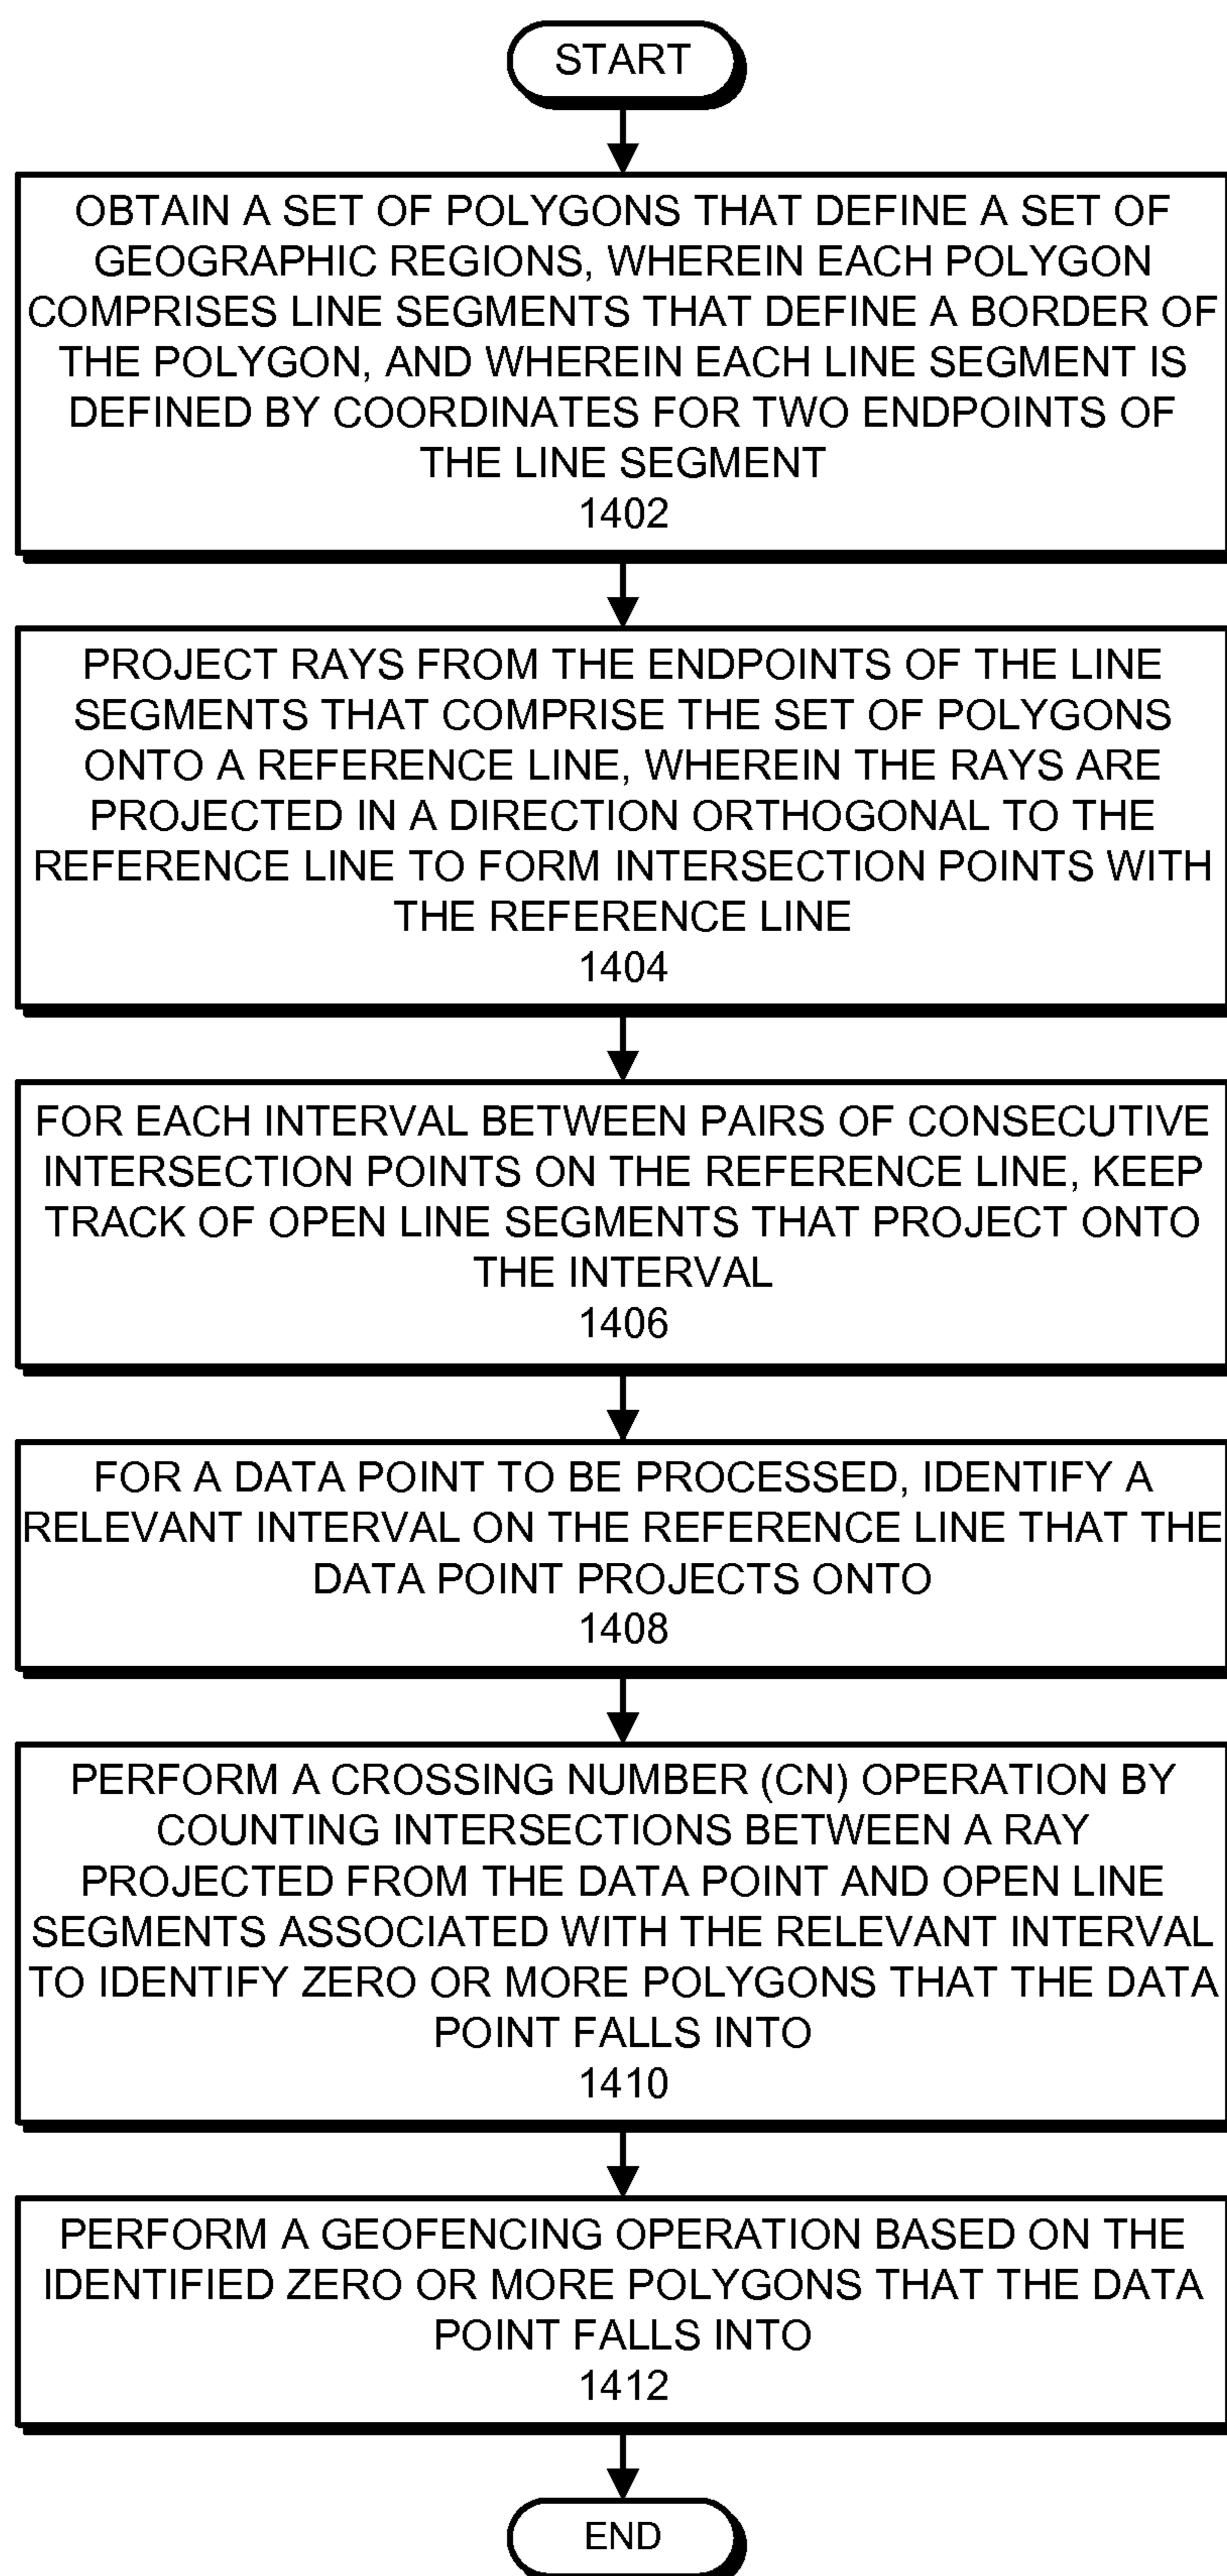 START
OBTAIN A SET OF POLYGONS THAT DEFINE A SET OF
GEOGRAPHIC REGIONS, WHEREIN EACH POLYGON
COMPRISES LINE SEGMENTS THAT DEFINE A BORDER OF
THE POLYGON, AND WHEREIN EACH LINE SEGMENT IS
DEFINED BY COORDINATES FOR TWO ENDPOINTS OF
THE LINE SEGMENT
1402
PROJECT RAYS FROM THE ENDPOINTS OF THE LINE
SEGMENTS THAT COMPRISE THE SET OF POLYGONS
ONTO A REFERENCE LINE, WHEREIN THE RAYS ARE
PROJECTED IN A DIRECTION ORTHOGONAL TO THE
REFERENCE LINE TO FORM INTERSECTION POINTS WITH
THE REFERENCE LINE
1404
FOR EACH INTERVAL BETWEEN PAIRS OF CONSECUTIVE
INTERSECTION POINTS ON THE REFERENCE LINE, KEEP
TRACK OF OPEN LINE SEGMENTS THAT PROJECT ONTO
THE INTERVAL
1406
FOR A DATA POINT TO BE PROCESSED, IDENTIFY A
RELEVANT INTERVAL ON THE REFERENCE LINE THAT THE
DATA POINT PROJECTS ONTO
1408
PERFORM A CROSSING NUMBER (CN) OPERATION BY
COUNTING INTERSECTIONS BETWEEN A RAY
PROJECTED FROM THE DATA POINT AND OPEN LINE
SEGMENTS ASSOCIATED WITH THE RELEVANT INTERVAL
TO IDENTIFY ZERO OR MORE POLYGONS THAT THE DATA
POINT FALLS INTO
1410
PERFORM A GEOFENCING OPERATION BASED ON THE
IDENTIFIED ZERO OR MORE POLYGONS THAT THE DATA
POINT FALLS INTO
1412
END